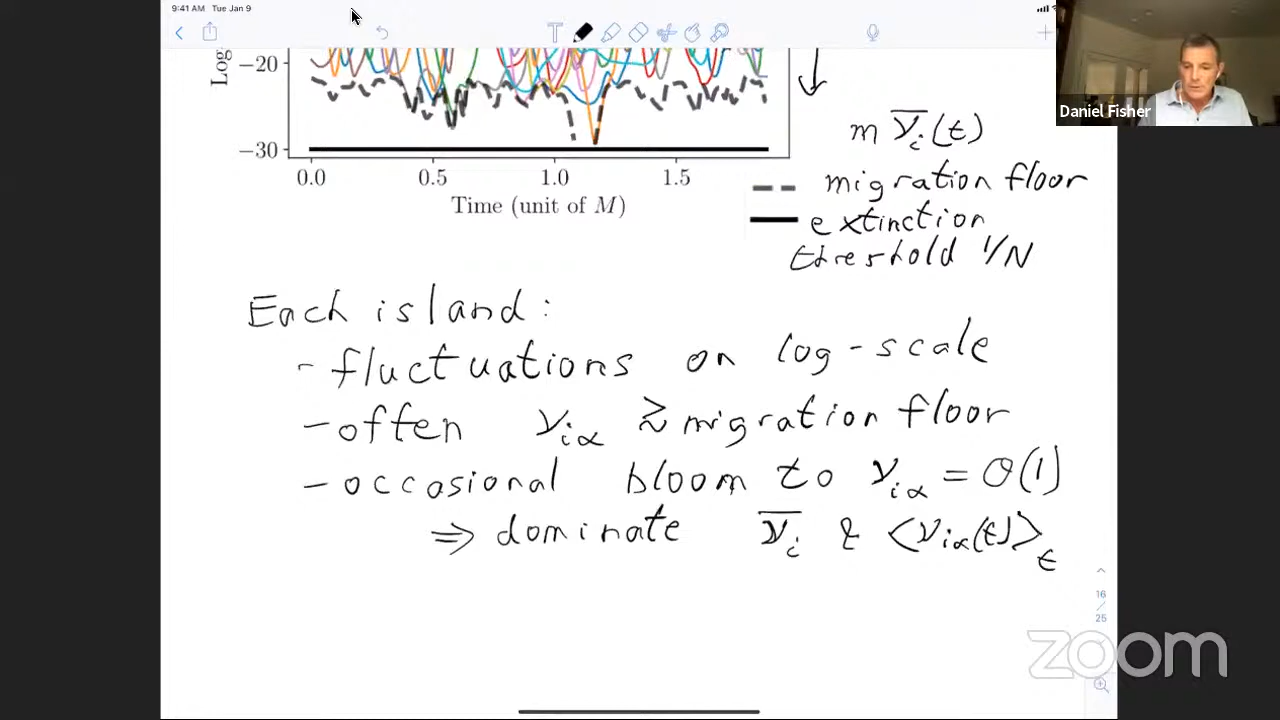 9:41 AM Tue Jan 9
Daniel Fisher
Log
−20
−30
0.0 0.5 1.0 1.5
Time (unit of M)
m ν̅ᵢ(t)
migration floor
extinction
threshold 1/N
Each island:
- fluctuations on log-scale
- often νᵢα ≳ migration floor
- occasional bloom to νᵢα = O(1)
⇒ dominate ν̅ᵢ & ⟨νᵢα(t)⟩ₜ
16
/
25
zoom